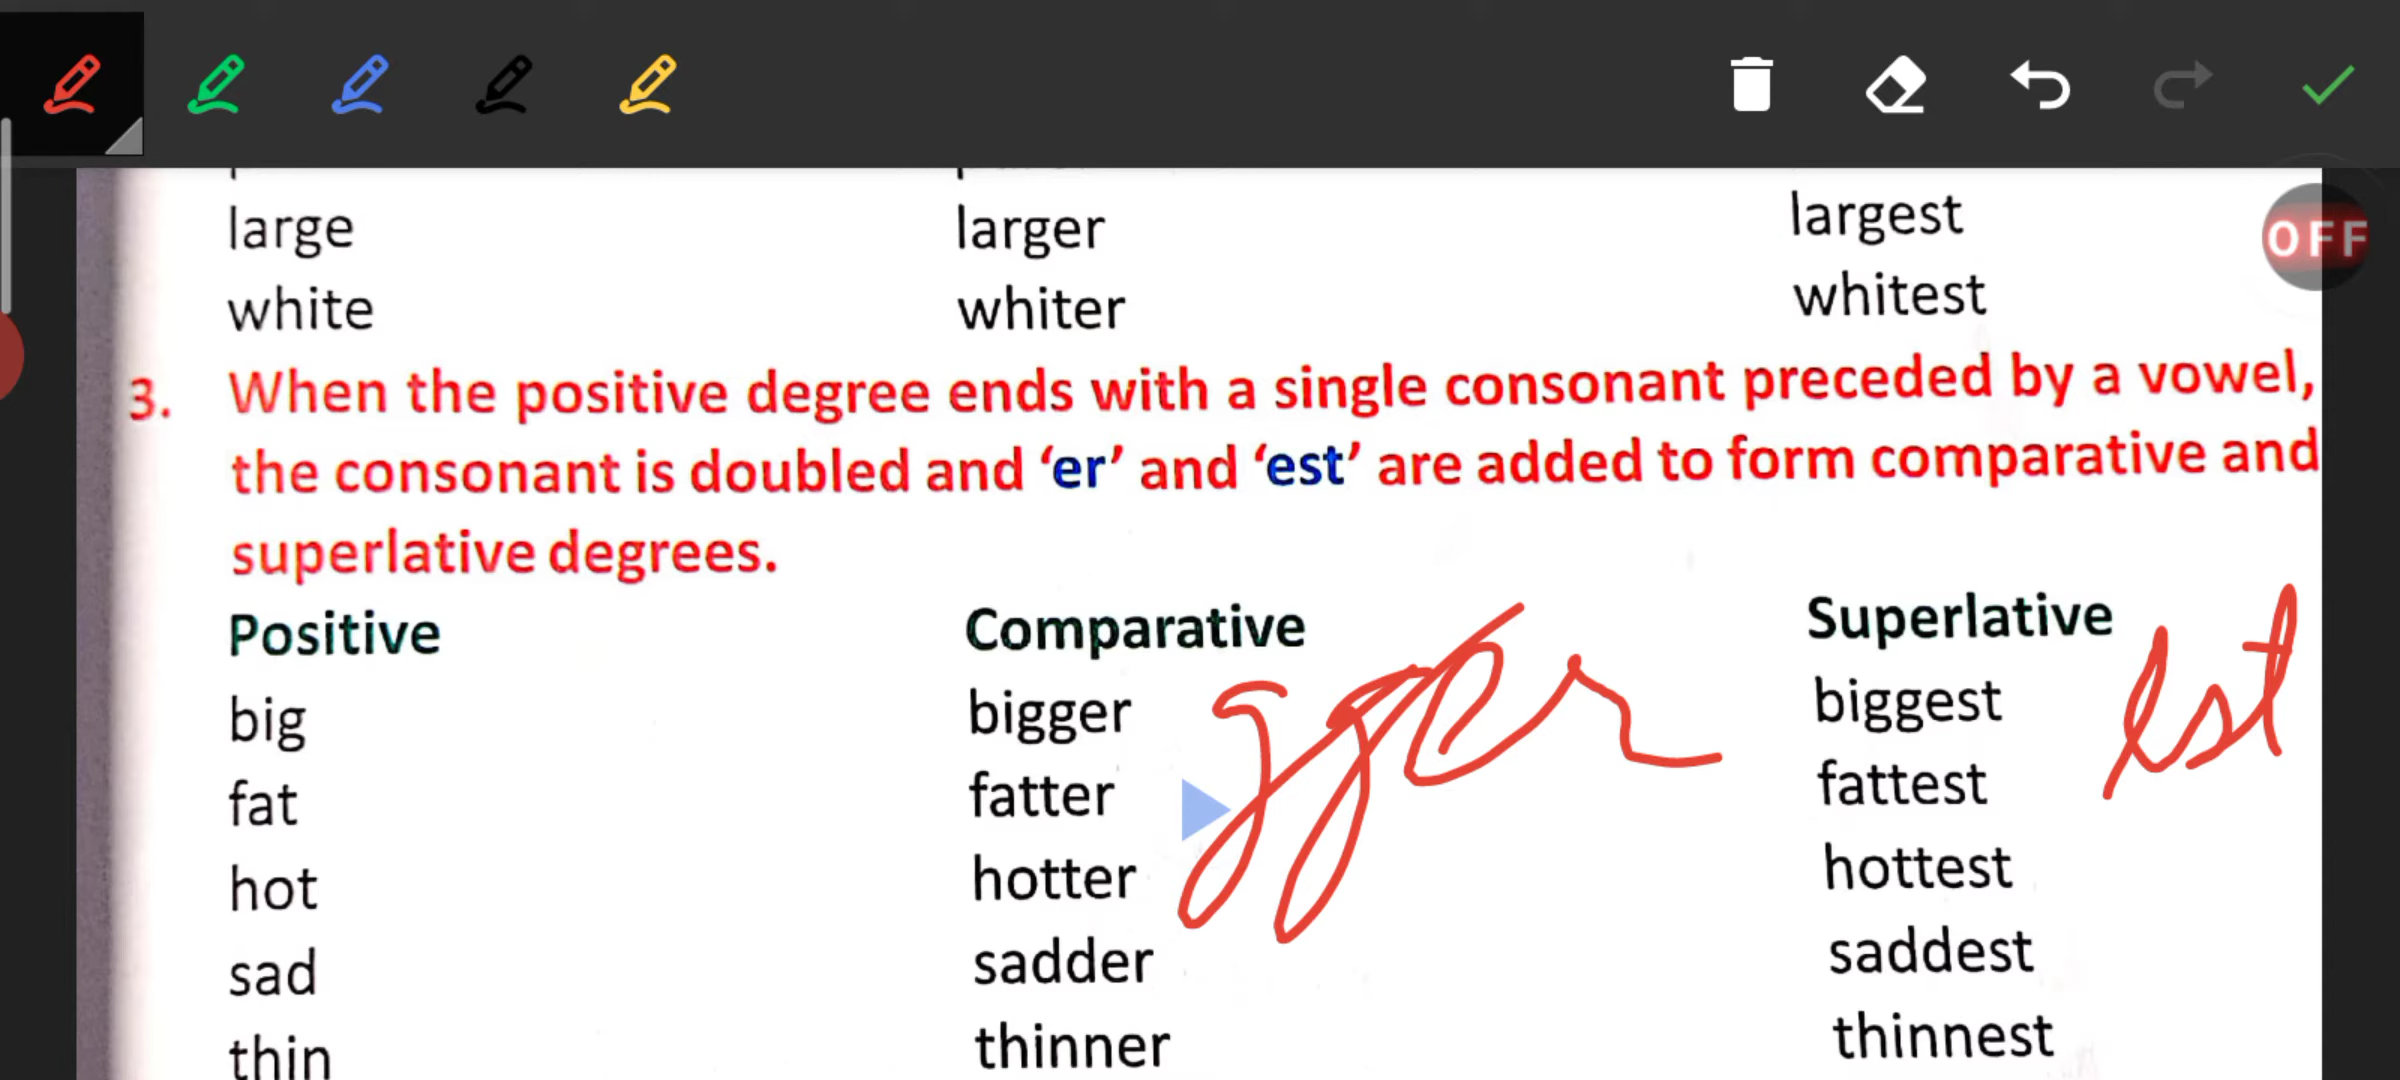 large larger largest
OFF
white whiter whitest
3. When the positive degree ends with a single consonant preceded by a vowel,
the consonant is doubled and ‘er’ and ‘est’ are added to form comparative and
superlative degrees.
Positive Comparative Superlative
big bigger gger biggest est
fat fatter fattest
hot hotter hottest
sad sadder saddest
thin thinner thinnest